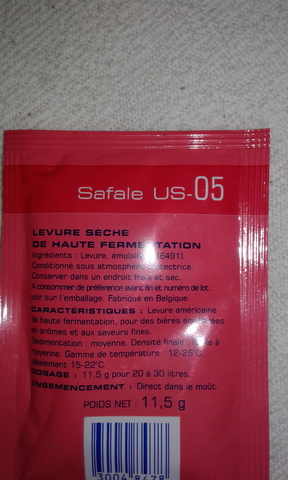 Safale US-05
LEVURE SÈCHE
DE HAUTE FERMENTATION
Ingrédients : Levure, (E491).
Conditionné sous atmosphère protectrice.
Conserver dans un endroit frais et sec.
A consommer de préférence avant fin et numéro de lot :
voir sur l'emballage. Fabriqué en Belgique.
CARACTERISTIQUES : Levure américaine
de haute fermentation, pour des bières équilibrées
en arômes et aux saveurs fines.
Sédimentation : moyenne. Densité finale : à
moyenne. Gamme de température : 12-25°C,
idéalement 15-22°C.
DOSAGE : 11,5 g pour 20 à 30 litres.
ENSEMENCEMENT : Direct dans le moût.
POIDS NET : 11,5 g